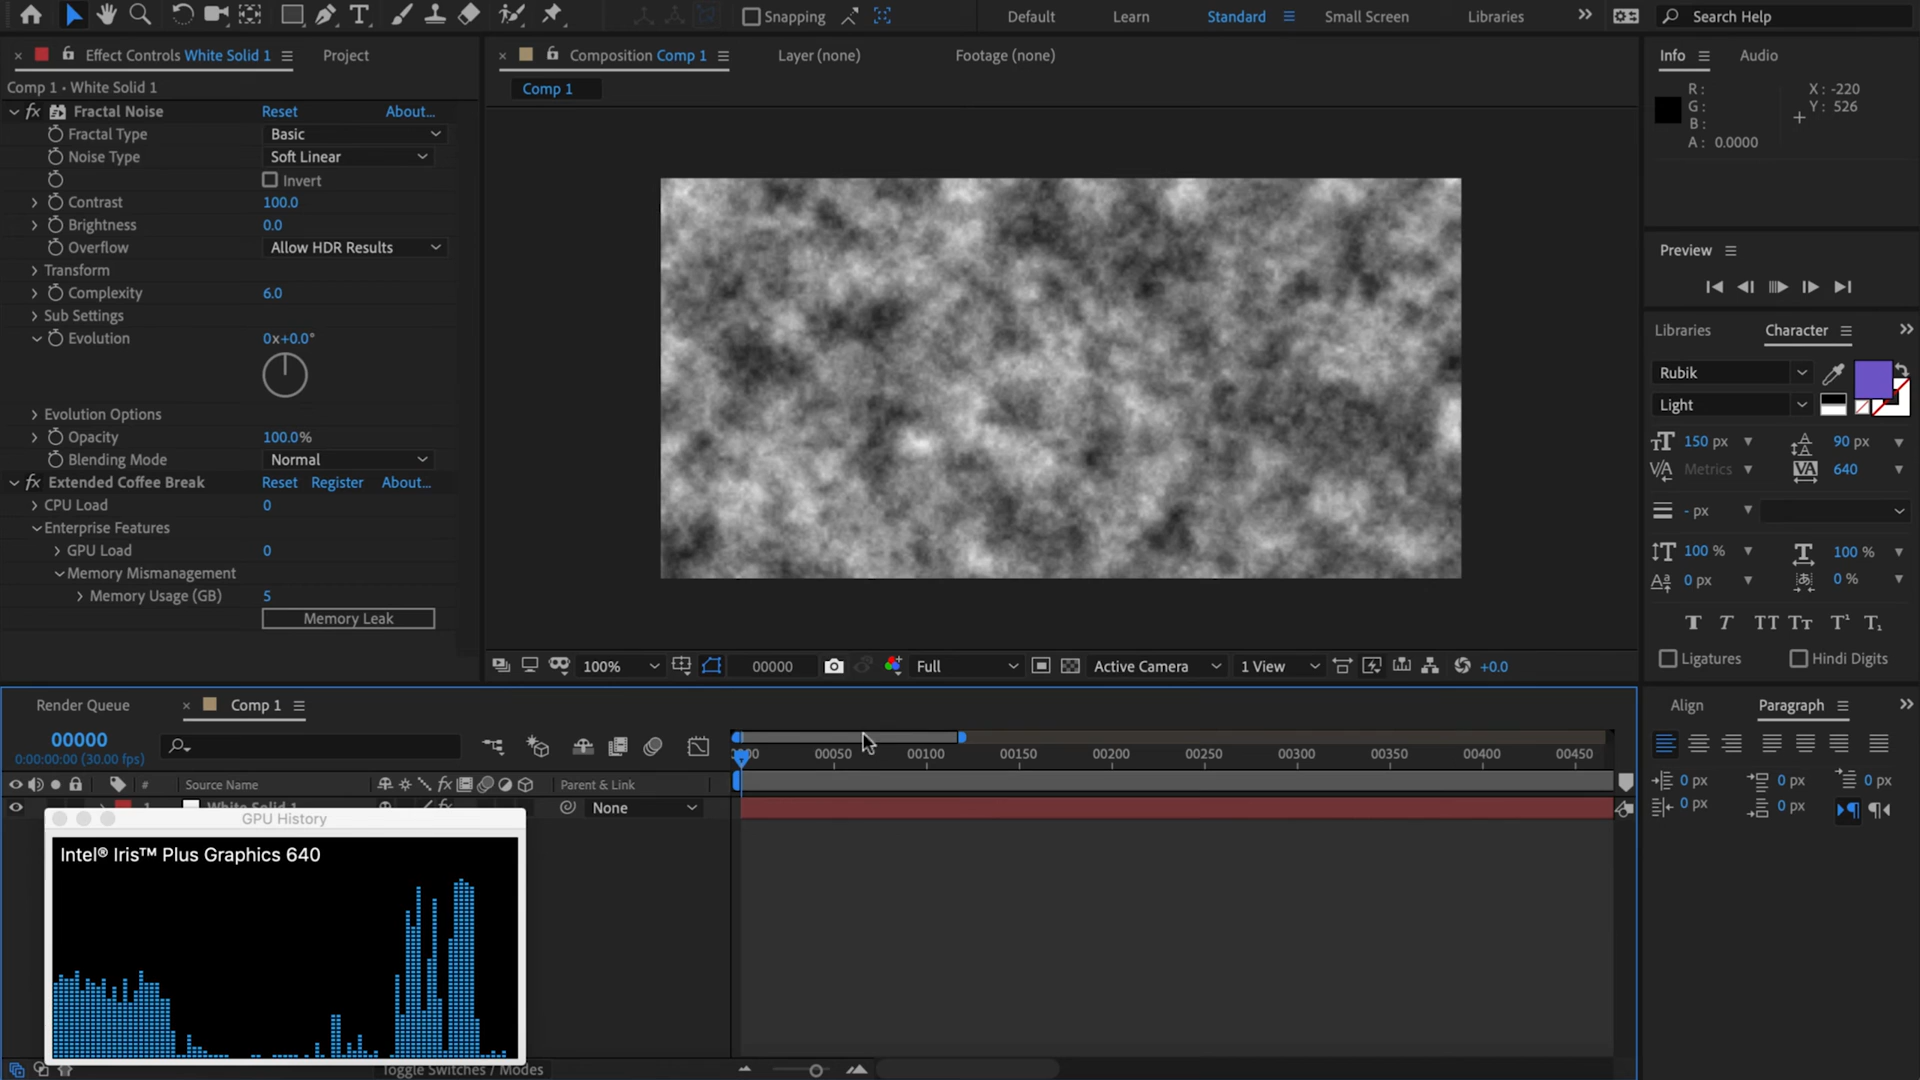 Snapping
Default
Learn
Standard
Small Screen
Libraries
Search Help
Effect Controls White Solid 1
Project
Comp 1 • White Solid 1
fx Fractal Noise Reset About...
Fractal Type Basic
Noise Type Soft Linear
Invert
Contrast 100.0
Brightness 0.0
Overflow Allow HDR Results
Transform
Complexity 6.0
Sub Settings
Evolution 0x+0.0°
Evolution Options
Opacity 100.0%
Blending Mode Normal
fx Extended Coffee Break Reset Register About...
CPU Load 0
Enterprise Features
GPU Load 0
Memory Mismanagement
Memory Usage (GB) 5
Memory Leak
Composition Comp 1
Layer (none)
Footage (none)
Comp 1
100%
00000
Full
Active Camera
1 View
+0.0
Info
Audio
R :
G :
B :
A : 0.0000
X : -220
Y : 526
Preview
Libraries
Character
Rubik
Light
150 px
90 px
Metrics
640
- px
100 %
100 %
0 px
0 %
Ligatures
Hindi Digits
Align
Paragraph
0 px
0 px
0 px
0 px
0 px
Render Queue
Comp 1
00000
0:00:00:00 (30.00 fps)
00050
00100
00150
00200
00250
00300
00350
00400
00450
#
Source Name
Parent & Link
1
White Solid 1
None
GPU History
Intel® Iris™ Plus Graphics 640
Toggle Switches / Modes